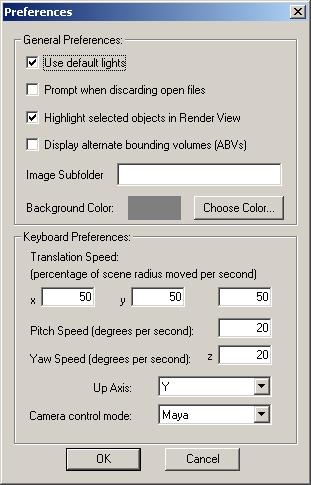 Preferences
General Preferences:
Use default lights
Prompt when discarding open files
Highlight selected objects in Render View
Display alternate bounding volumes (ABVs)
Image Subfolder
Background Color: Choose Color...
Keyboard Preferences:
Translation Speed:
(percentage of scene radius moved per second)
x 50 y 50 50
Pitch Speed (degrees per second): 20
Yaw Speed (degrees per second): z 20
Up Axis: Y
Camera control mode: Maya
OK Cancel